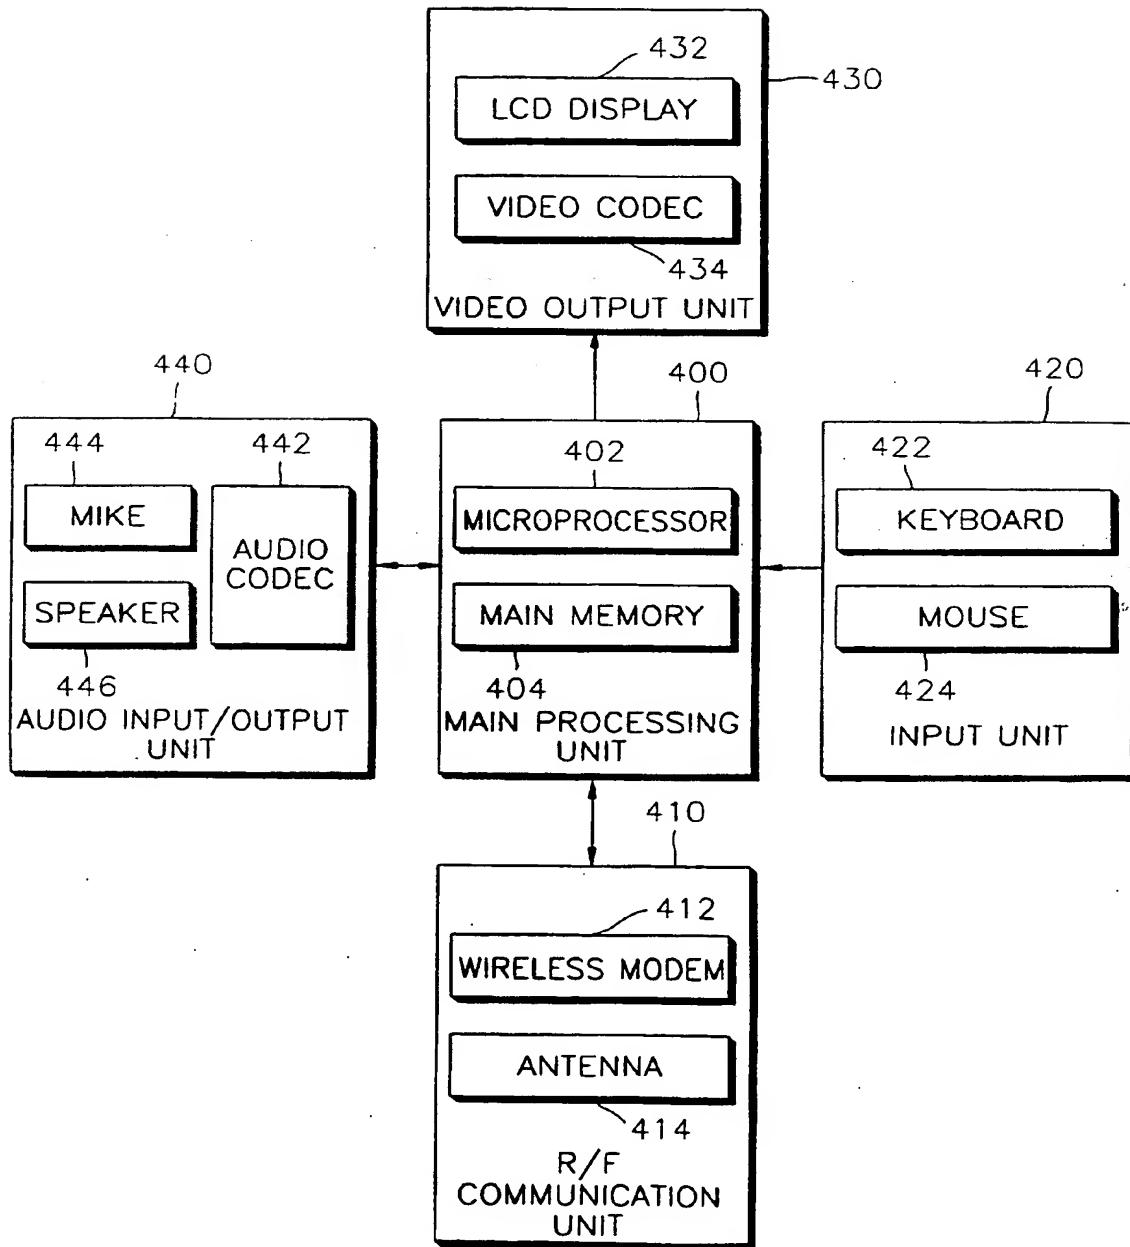 432
430
LCD DISPLAY
VIDEO CODEC
434
VIDEO OUTPUT UNIT
440
444
442
MIKE
AUDIO
CODEC
SPEAKER
446
AUDIO INPUT/OUTPUT
UNIT
400
402
MICROPROCESSOR
MAIN MEMORY
404
MAIN PROCESSING
UNIT
420
422
KEYBOARD
MOUSE
424
INPUT UNIT
410
412
WIRELESS MODEM
ANTENNA
414
R/F
COMMUNICATION
UNIT